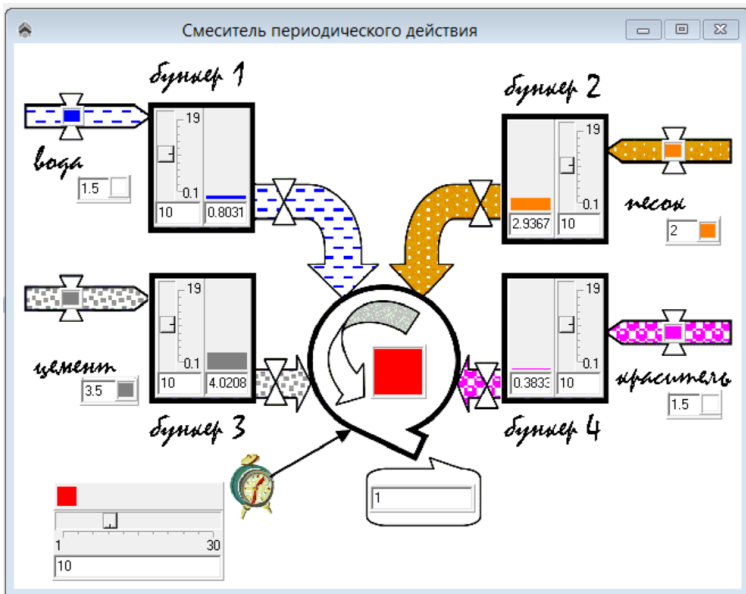 Смеситель периодического действия
бункер 1
19
0.1
10
0.8031
вода
1.5
бункер 2
19
0.1
2.9367
10
песок
2
19
0.1
10
4.0208
цемент
3.5
бункер 3
19
0.1
0.3833
10
краситель
1.5
бункер 4
1
1
30
10